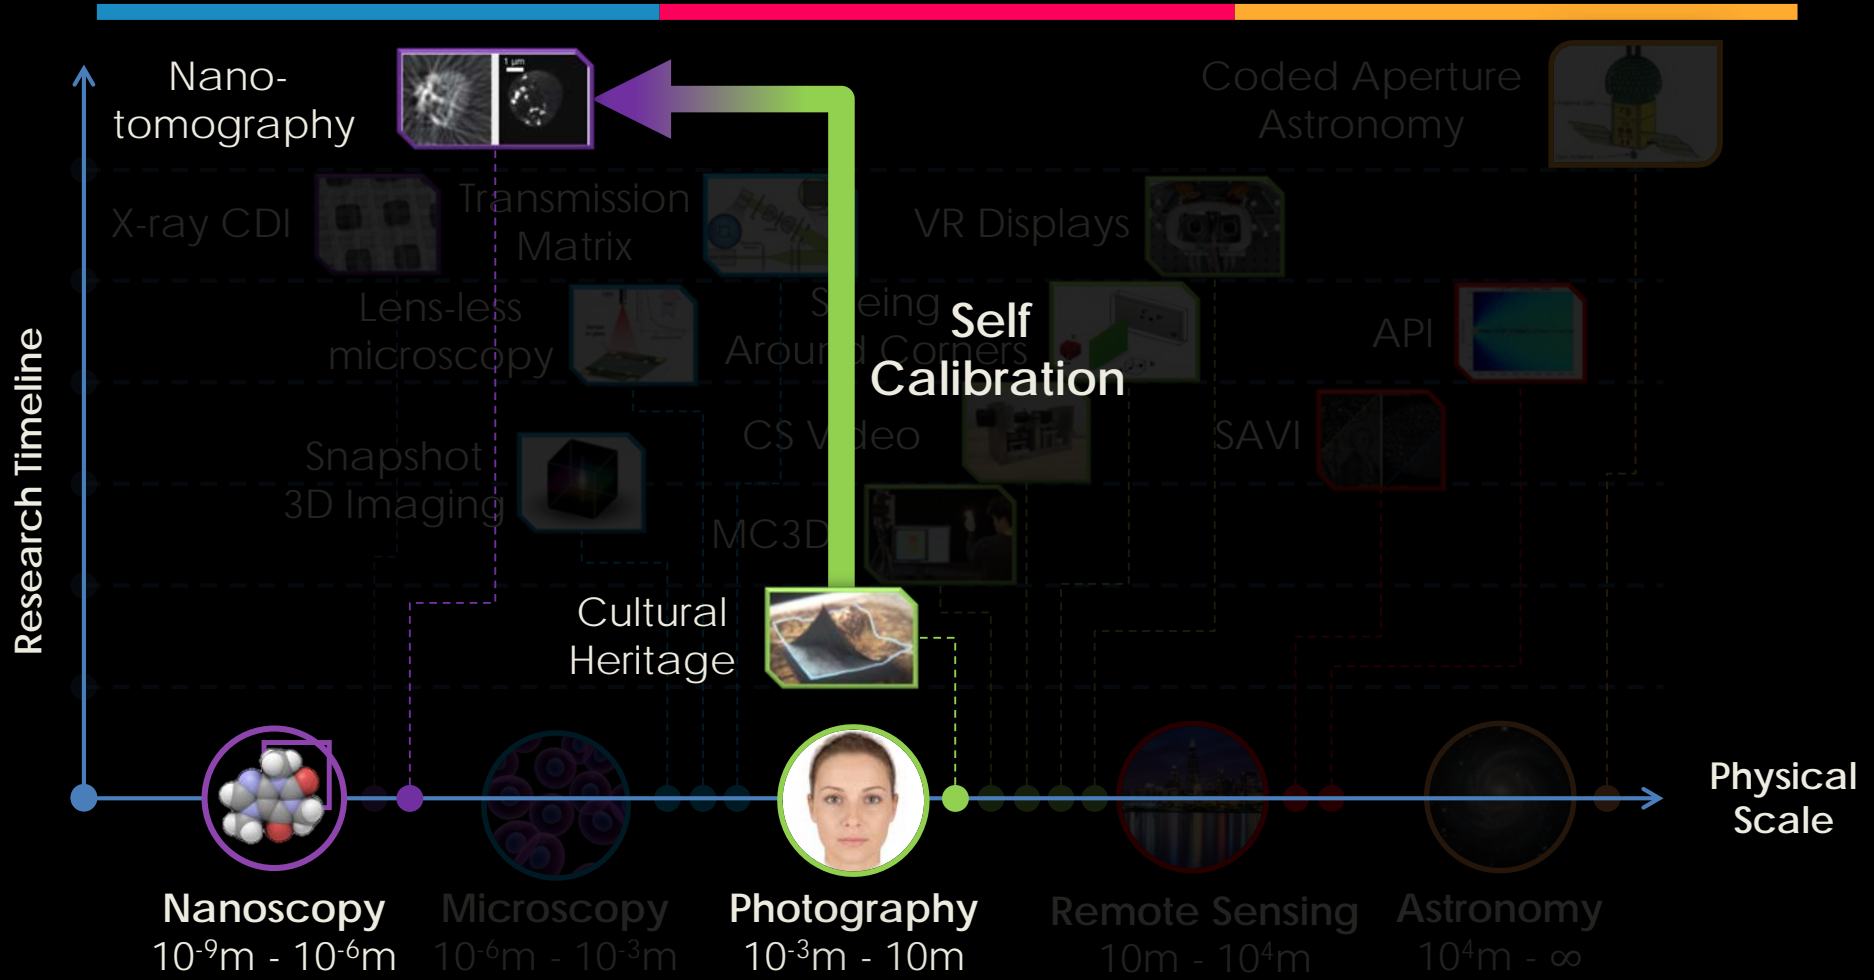 Nano-
tomography
1 µm
Coded Aperture
Astronomy
X-ray CDI
Transmission
Matrix
VR Displays
Lens-less
microscopy
Seeing
Around Corners
Self
Calibration
API
Snapshot
3D Imaging
CS Video
SAVI
MC3D
Cultural
Heritage
Research Timeline
Physical
Scale
Nanoscopy
10⁻⁹m - 10⁻⁶m
Microscopy
10⁻⁶m - 10⁻³m
Photography
10⁻³m - 10m
Remote Sensing
10m - 10⁴m
Astronomy
10⁴m - ∞